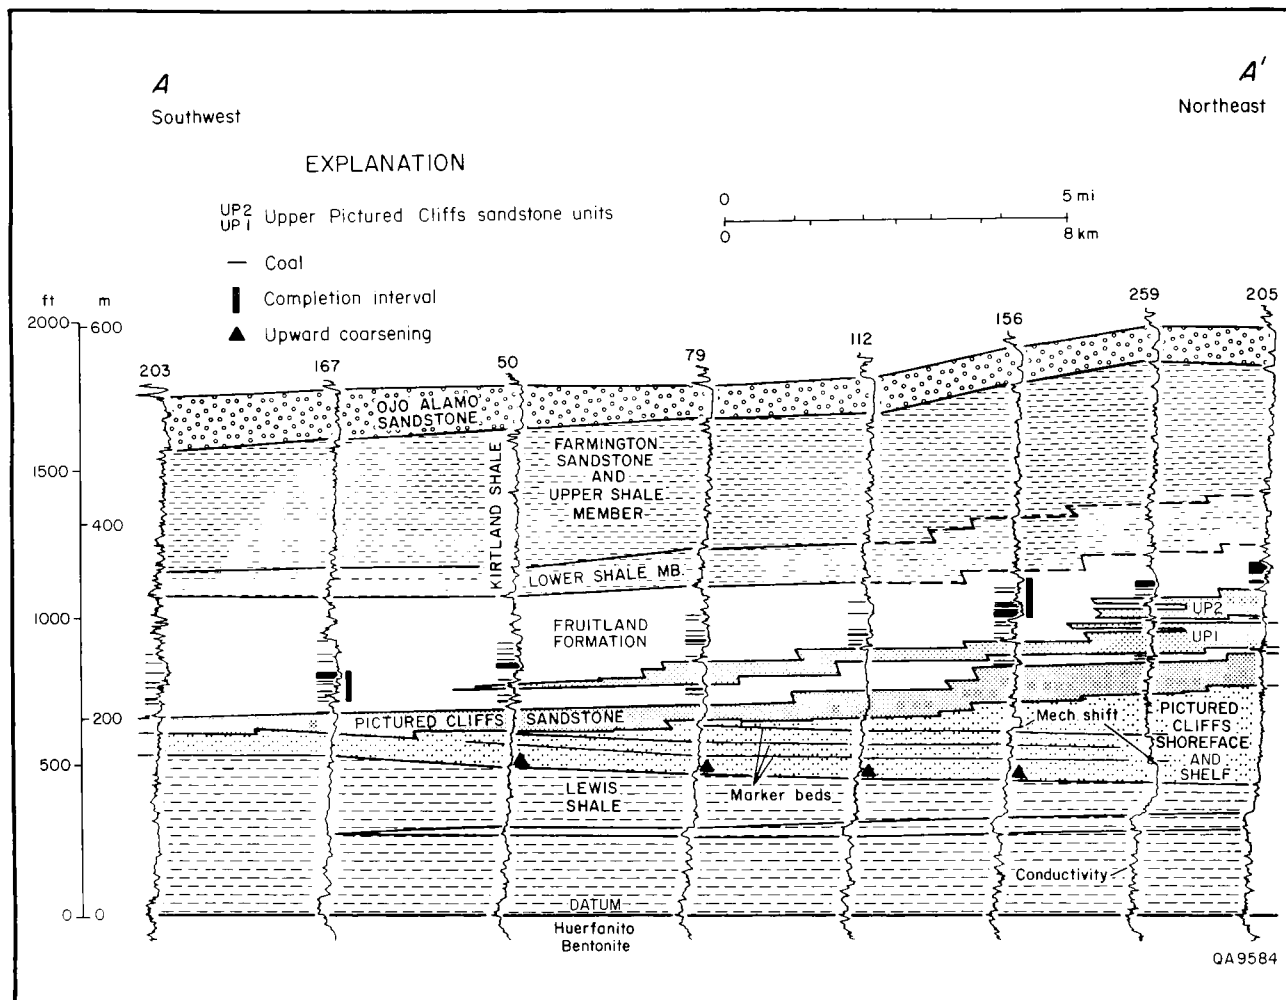 A
Southwest
A'
Northeast
EXPLANATION
UP2
UP1
Upper Pictured Cliffs sandstone units
Coal
Completion interval
Upward coarsening
0 5 mi
0 8 km
ft m
2000 600
1500
400
1000
200
500
0 0
203
167
50
79
112
156
259
205
OJO ALAMO
SANDSTONE
KIRTLAND SHALE
FARMINGTON
SANDSTONE
AND
UPPER SHALE
MEMBER
LOWER SHALE MB.
FRUITLAND
FORMATION
UP2
UP1
PICTURED CLIFFS SANDSTONE
Mech shift
PICTURED
CLIFFS
SHOREFACE
AND
SHELF
LEWIS
SHALE
Marker beds
Conductivity
DATUM
Huerfanito
Bentonite
QA9584